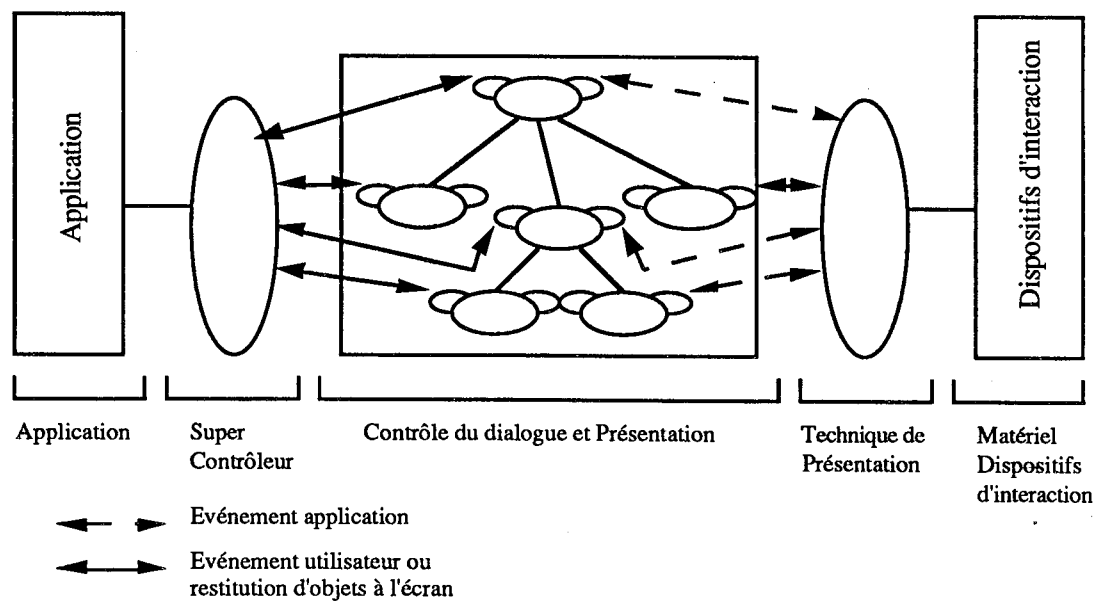 Application
Dispositifs d'interaction
Application
Super
Contrôleur
Contrôle du dialogue et Présentation
Technique de
Présentation
Matériel
Dispositifs
d'interaction
Evénement application
Evénement utilisateur ou
restitution d'objets à l'écran